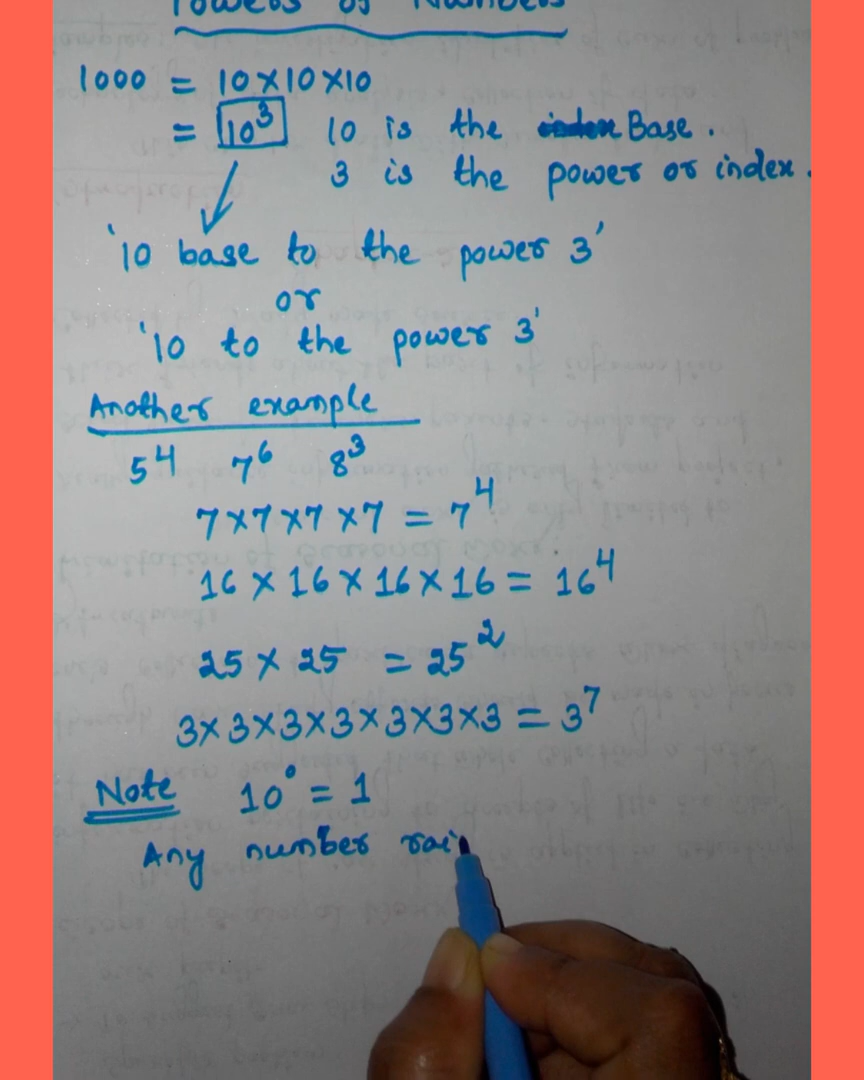 Powers of Numbers
1000 = 10×10×10
= 10³ 10 is the Base.
3 is the power or index.
'10 base to the power 3'
or
'10 to the power 3'
Another example
5⁴ 7⁶ 8³
7×7×7×7 = 7⁴
16×16×16×16 = 16⁴
25×25 = 25²
3×3×3×3×3×3×3 = 3⁷
Note 10⁰ = 1
Any number rai